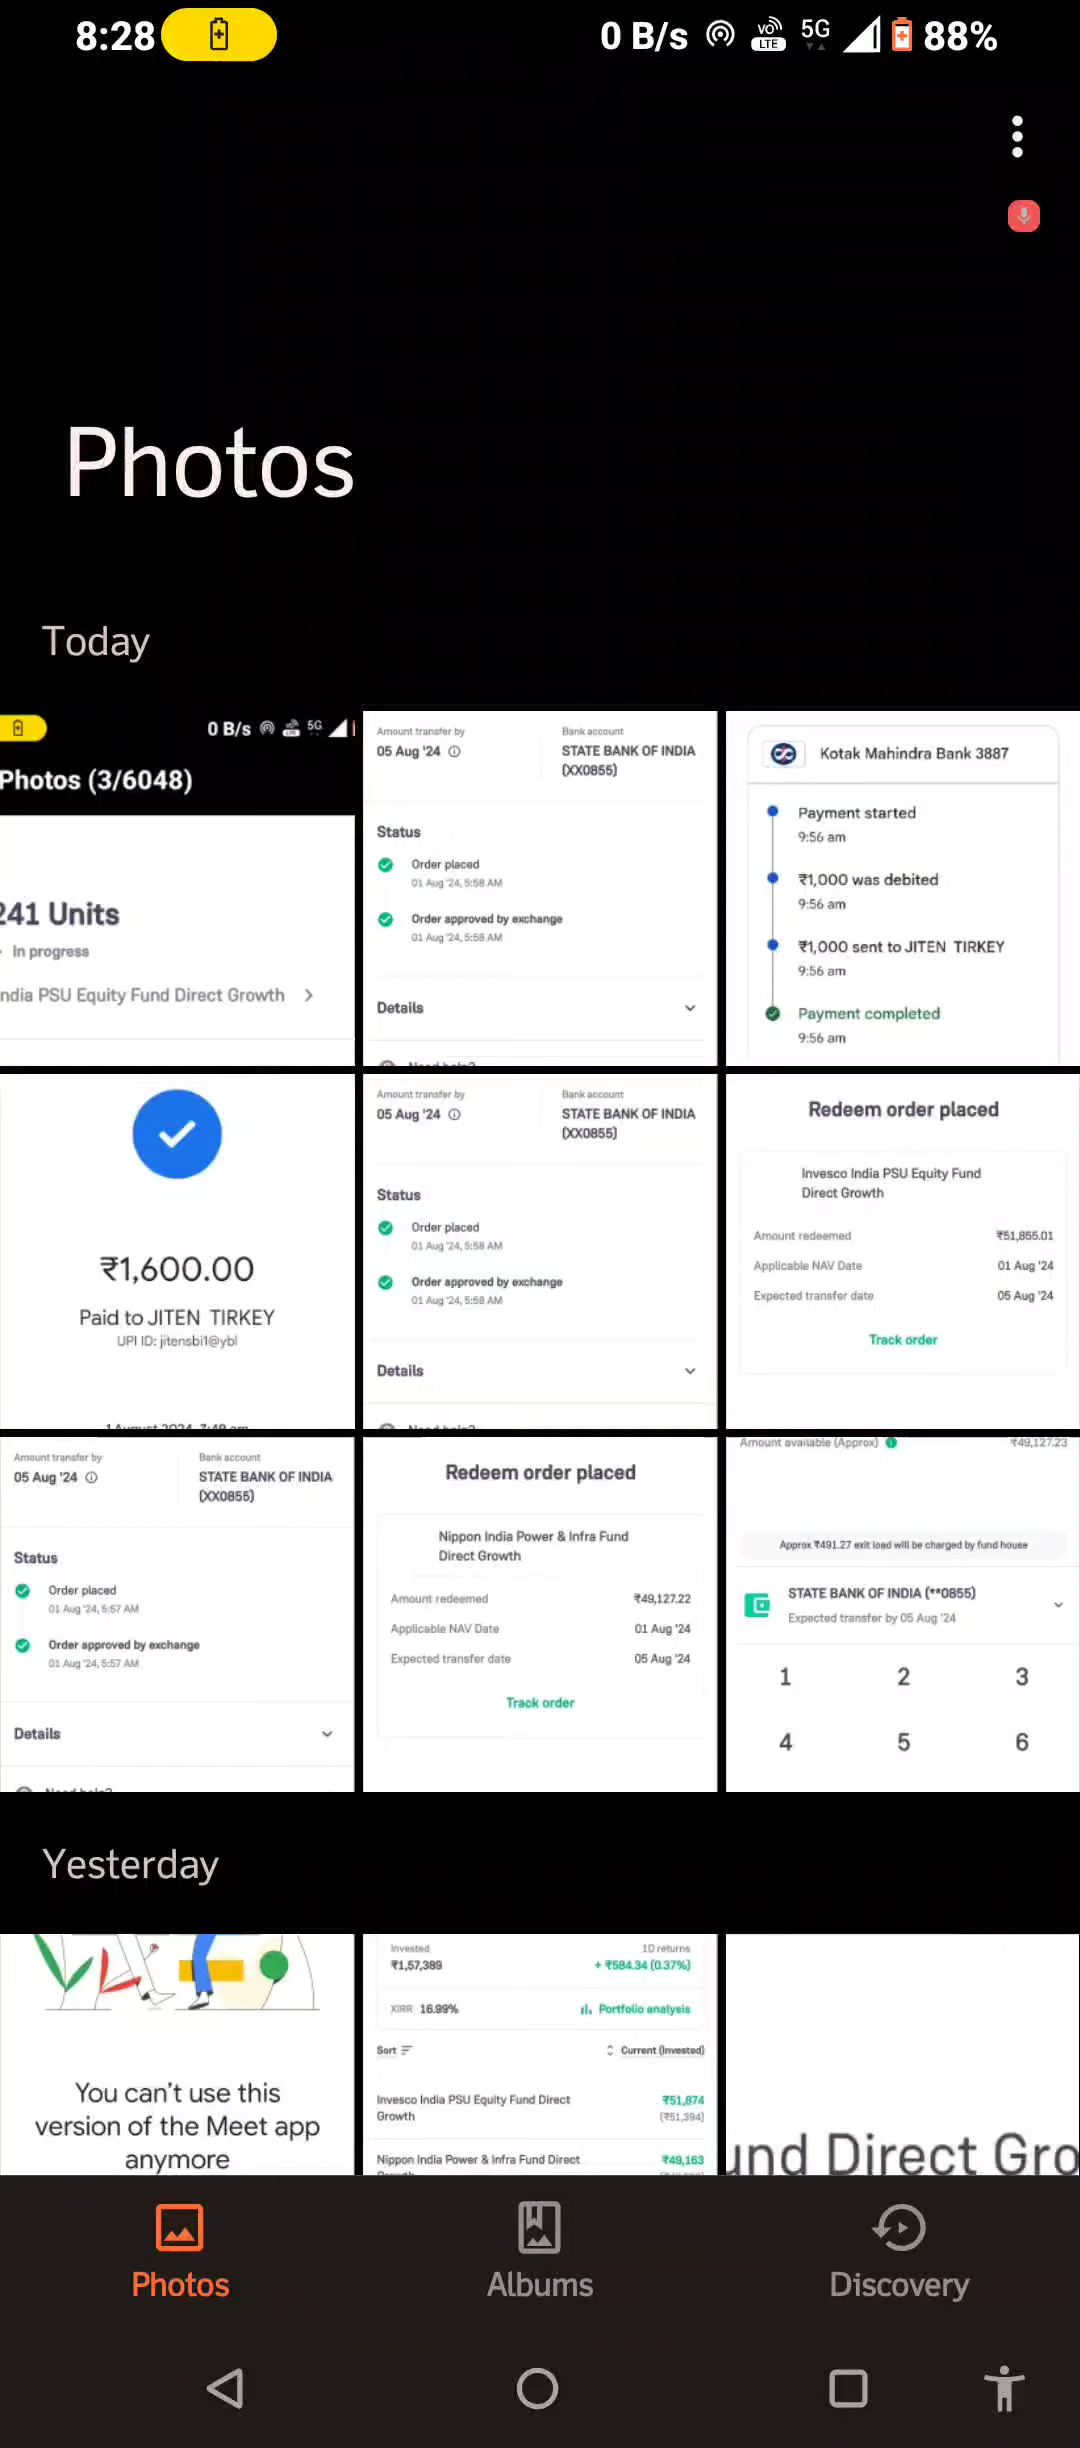 8:28
0 B/s VO LTE 5G 88%
Photos
Today
0 B/s 5G
Photos (3/6048)
241 Units
In progress
ndia PSU Equity Fund Direct Growth
Amount transfer by
05 Aug '24
Bank account
STATE BANK OF INDIA
(XX0855)
Status
Order placed
01 Aug '24, 5:58 AM
Order approved by exchange
01 Aug '24, 5:58 AM
Details
Need help?
Kotak Mahindra Bank 3887
Payment started
9:56 am
₹1,000 was debited
9:56 am
₹1,000 sent to JITEN TIRKEY
9:56 am
Payment completed
9:56 am
₹1,600.00
Paid to JITEN TIRKEY
UPI ID: jitensbi1@ybl
1 August 2024, 7:49 am
Amount transfer by
05 Aug '24
Bank account
STATE BANK OF INDIA
(XX0855)
Status
Order placed
01 Aug '24, 5:58 AM
Order approved by exchange
01 Aug '24, 5:58 AM
Details
Need help?
Redeem order placed
Invesco India PSU Equity Fund
Direct Growth
Amount redeemed ₹51,855.01
Applicable NAV Date 01 Aug '24
Expected transfer date 05 Aug '24
Track order
Amount transfer by
05 Aug '24
Bank account
STATE BANK OF INDIA
(XX0855)
Status
Order placed
01 Aug '24, 5:57 AM
Order approved by exchange
01 Aug '24, 5:57 AM
Details
Need help?
Redeem order placed
Nippon India Power & Infra Fund
Direct Growth
Amount redeemed ₹49,127.22
Applicable NAV Date 01 Aug '24
Expected transfer date 05 Aug '24
Track order
Amount available (Approx) ₹49,127.23
Approx ₹491.27 exit load will be charged by fund house
STATE BANK OF INDIA (**0855)
Expected transfer by 05 Aug '24
1 2 3
4 5 6
Yesterday
You can't use this
version of the Meet app
anymore
Invested 1D returns
₹1,57,389 + ₹584.34 (0.37%)
XIRR 16.99% Portfolio analysis
Sort Current (Invested)
Invesco India PSU Equity Fund Direct ₹51,874
Growth (₹51,394)
Nippon India Power & Infra Fund Direct ₹49,163
und Direct Gro
Photos Albums Discovery